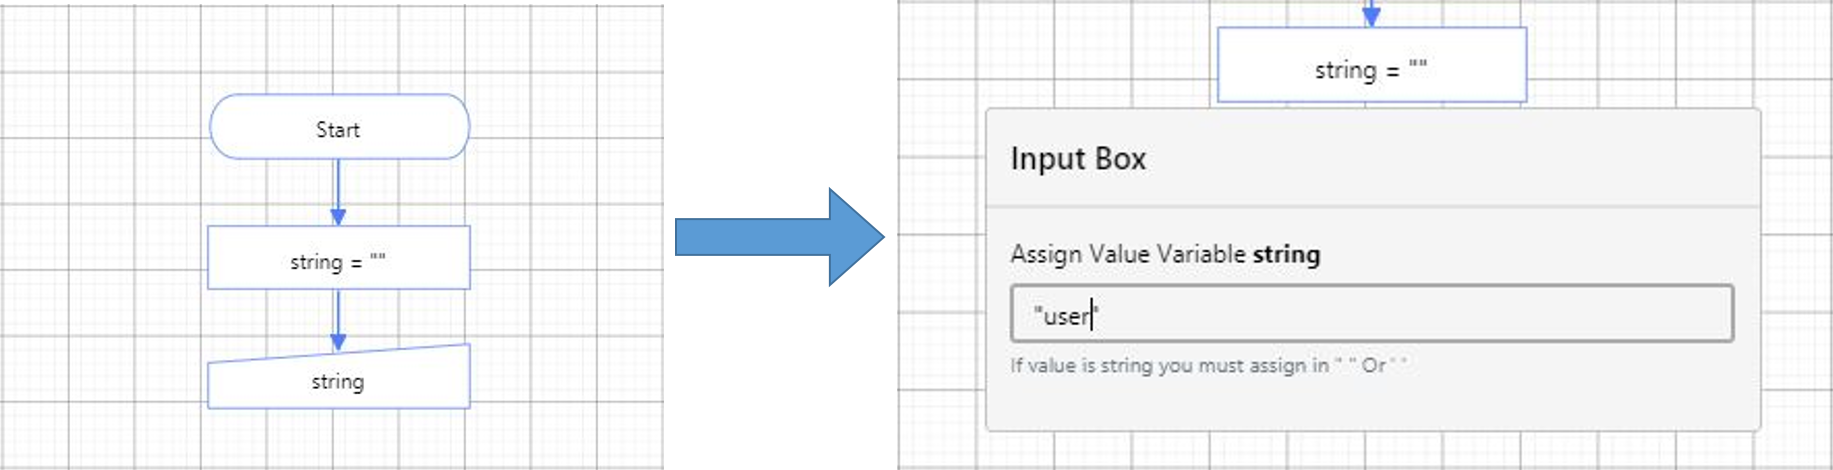 Start
string = ""
string
string = ""
Input Box
Assign Value Variable string
"user"
If value is string you must assign in " " Or ' '